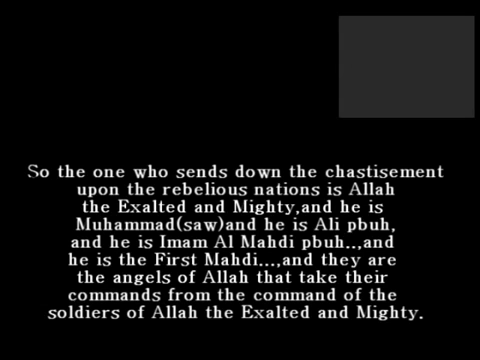 So the one who sends down the chastisement
upon the rebelious nations is Allah
the Exalted and Mighty,and he is
Muhammad(saw)and he is Ali pbuh,
and he is Imam Al Mahdi pbuh..,and
he is the First Mahdi...,and they are
the angels of Allah that take their
commands from the command of the
soldiers of Allah the Exalted and Mighty.